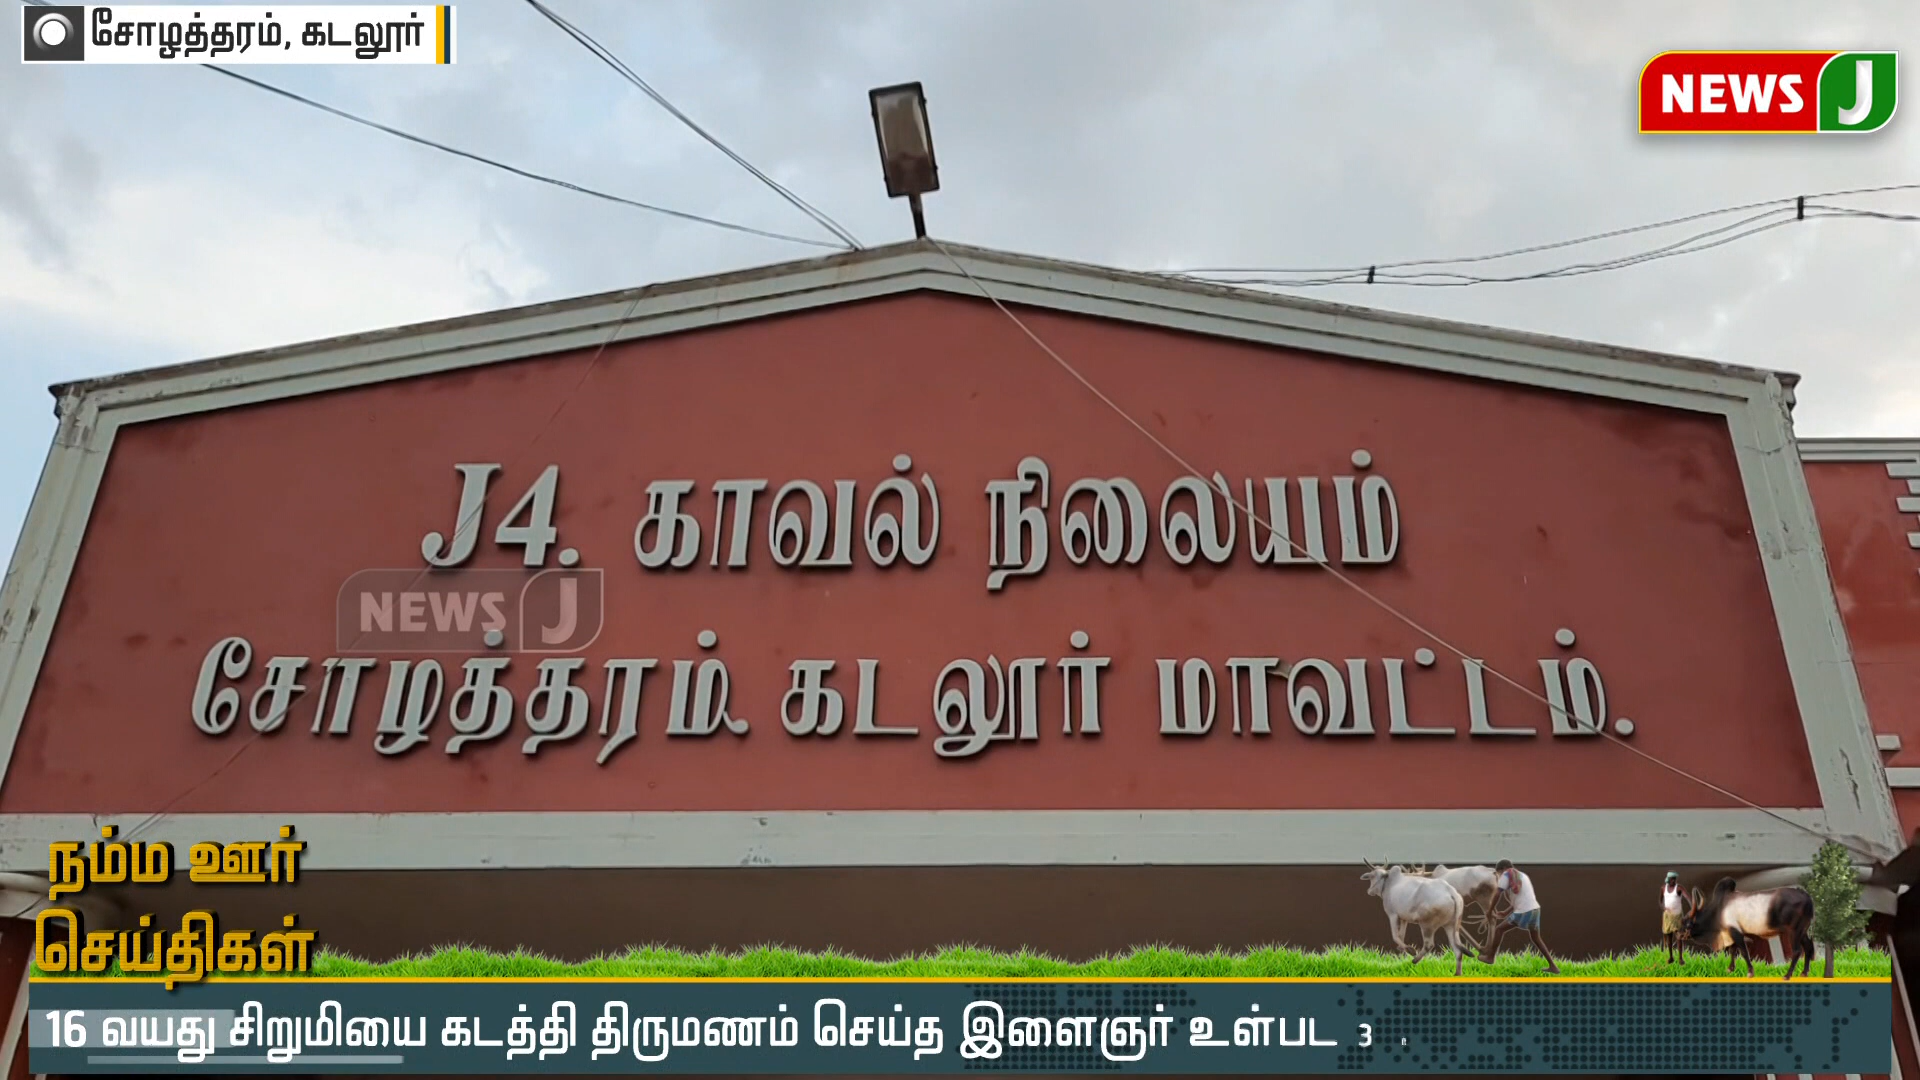 சோழத்தரம், கடலூர்
NEWS J
J4. காவல் நிலையம்
NEWS J
சோழத்தரம். கடலூர் மாவட்டம்.
நம்ம ஊர்
செய்திகள்
16 வயது சிறுமியை கடத்தி திருமணம் செய்த இளைஞர் உள்பட 3